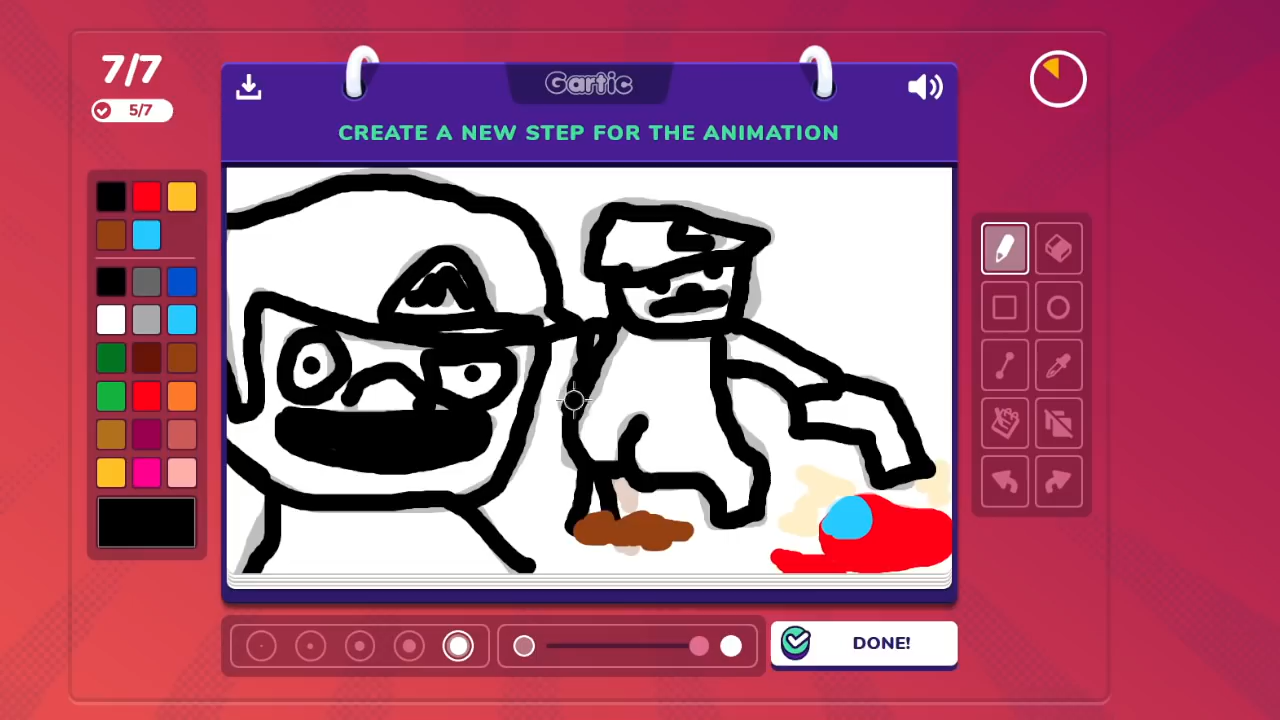 7/7
5/7
Gartic
CREATE A NEW STEP FOR THE ANIMATION
M
DONE!